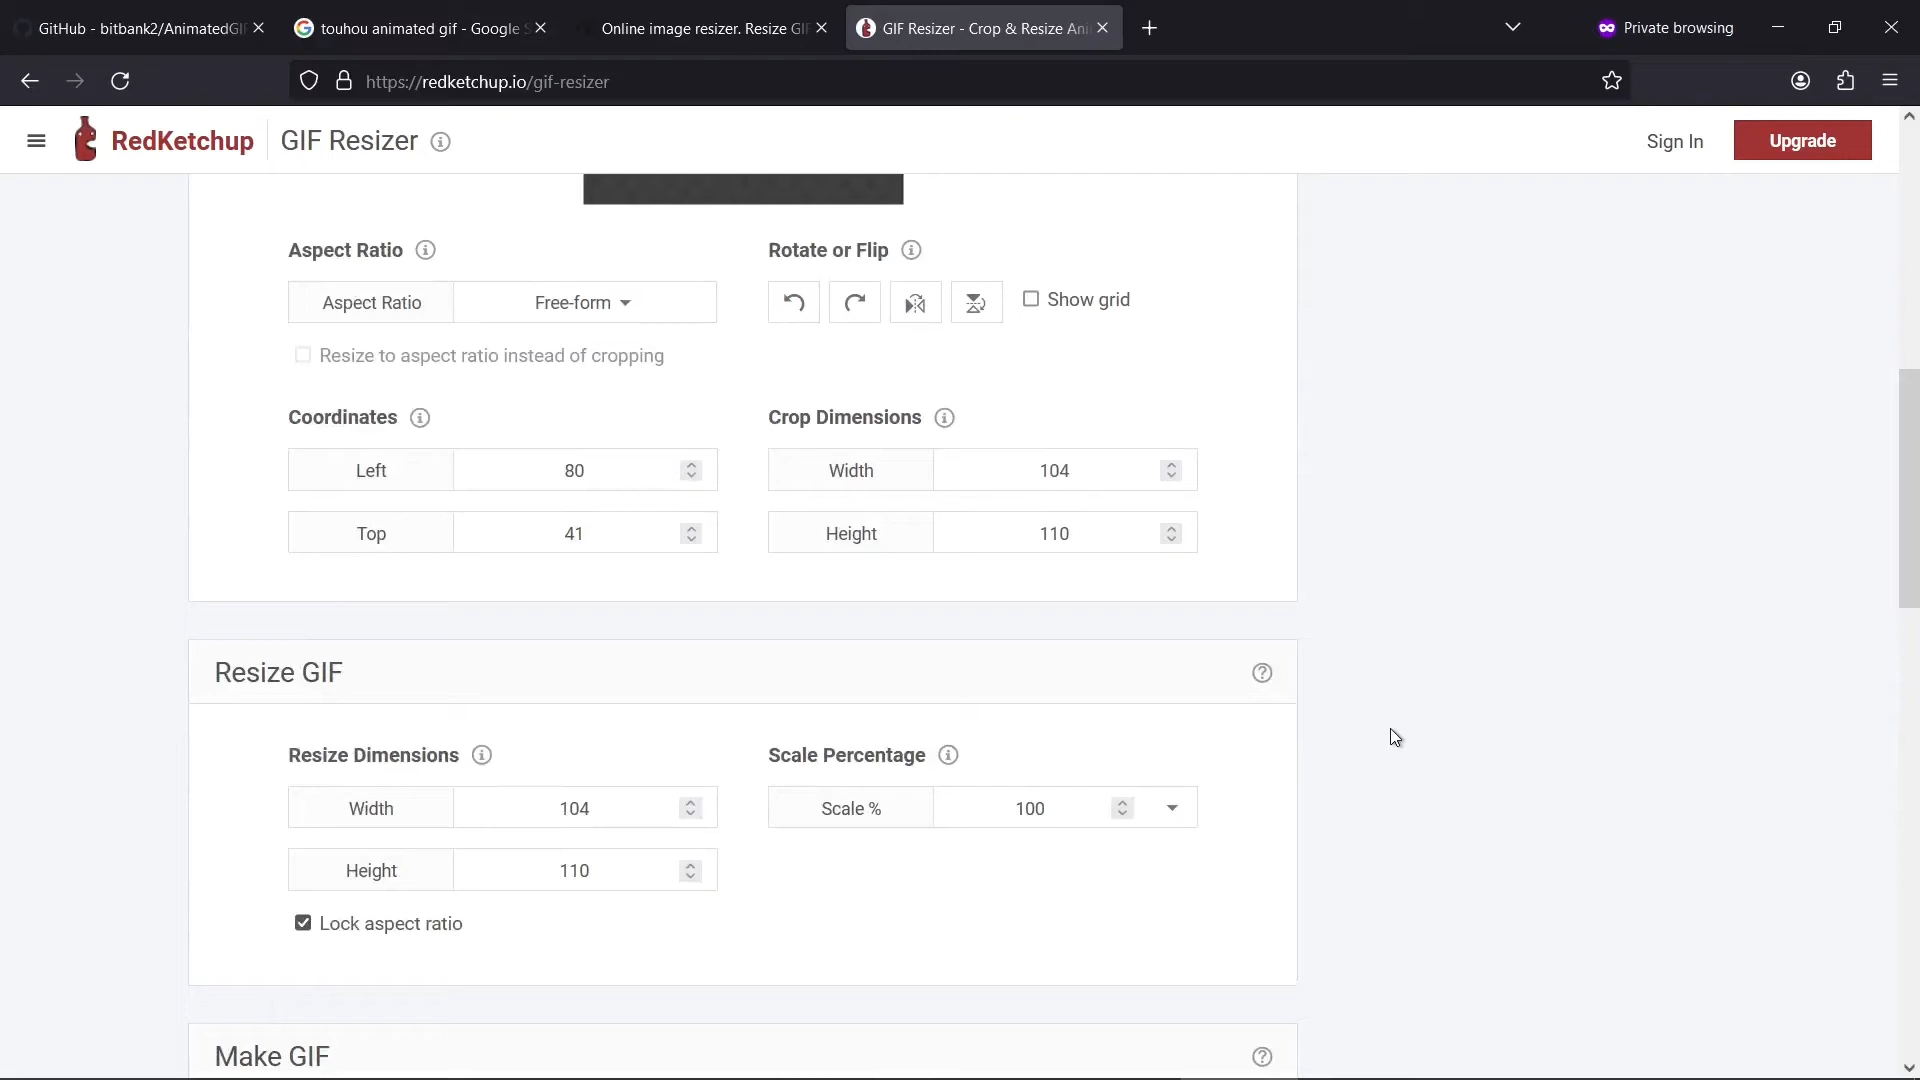 GitHub - bitbank2/AnimatedGIF
touhou animated gif - Google S
Online image resizer. Resize GIF
GIF Resizer - Crop & Resize Ani
Private browsing
https://redketchup.io/gif-resizer
RedKetchup
GIF Resizer
Sign In
Upgrade
Aspect Ratio
Rotate or Flip
Aspect Ratio
Free-form
Show grid
Resize to aspect ratio instead of cropping
Coordinates
Crop Dimensions
Left
80
Width
104
Top
41
Height
110
Resize GIF
Resize Dimensions
Scale Percentage
Width
104
Scale %
100
Height
110
Lock aspect ratio
Make GIF